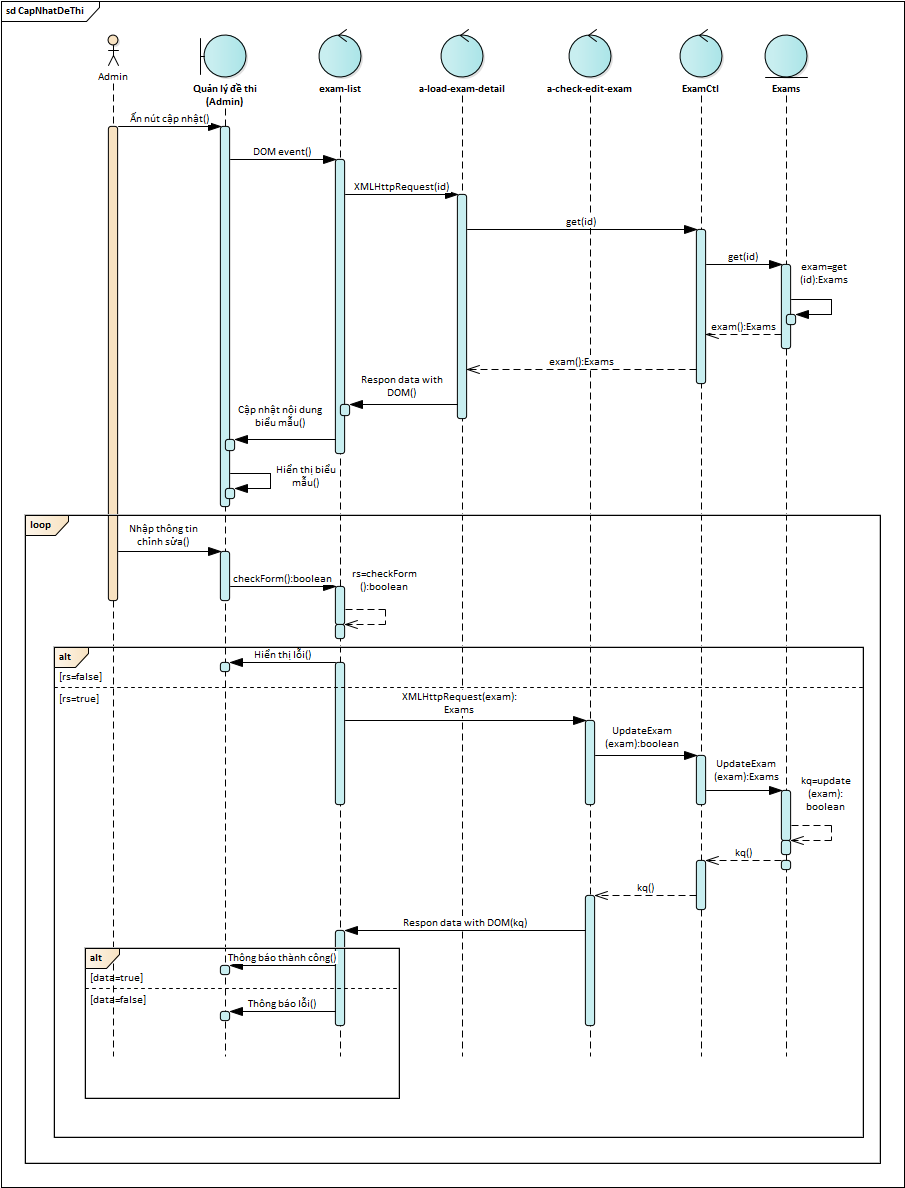 sd CapNhatDeThi
Admin
Quản lý đề thi
(Admin)
exam-list
a-load-exam-detail
a-check-edit-exam
ExamCtl
Exams
Ấn nút cập nhật()
DOM event()
XMLHttpRequest(id)
get(id)
get(id)
exam=get
(id):Exams
exam():Exams
exam():Exams
Respon data with
DOM()
Cập nhật nội dung
biểu mẫu()
Hiển thị biểu
mẫu()
loop
Nhập thông tin
chỉnh sửa()
checkForm():boolean
rs=checkForm
():boolean
alt
Hiển thị lỗi()
[rs=false]
[rs=true]
XMLHttpRequest(exam):
Exams
UpdateExam
(exam):boolean
UpdateExam
(exam):Exams
kq=update
(exam):
boolean
kq()
kq()
Respon data with DOM(kq)
alt
Thông báo thành công()
[data=true]
[data=false]
Thông báo lỗi()